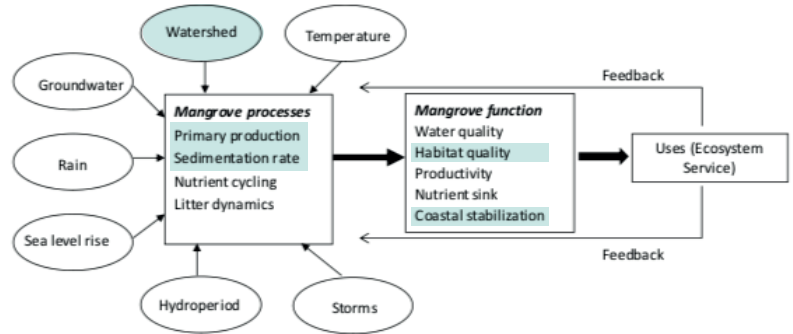 Watershed
Temperature
Feedback
Groundwater
Mangrove processes
Primary production
Sedimentation rate
Nutrient cycling
Litter dynamics
Mangrove function
Water quality
Habitat quality
Productivity
Nutrient sink
Coastal stabilization
Uses (Ecosystem
Service)
Rain
Sea level rise
Feedback
Hydroperiod
Storms